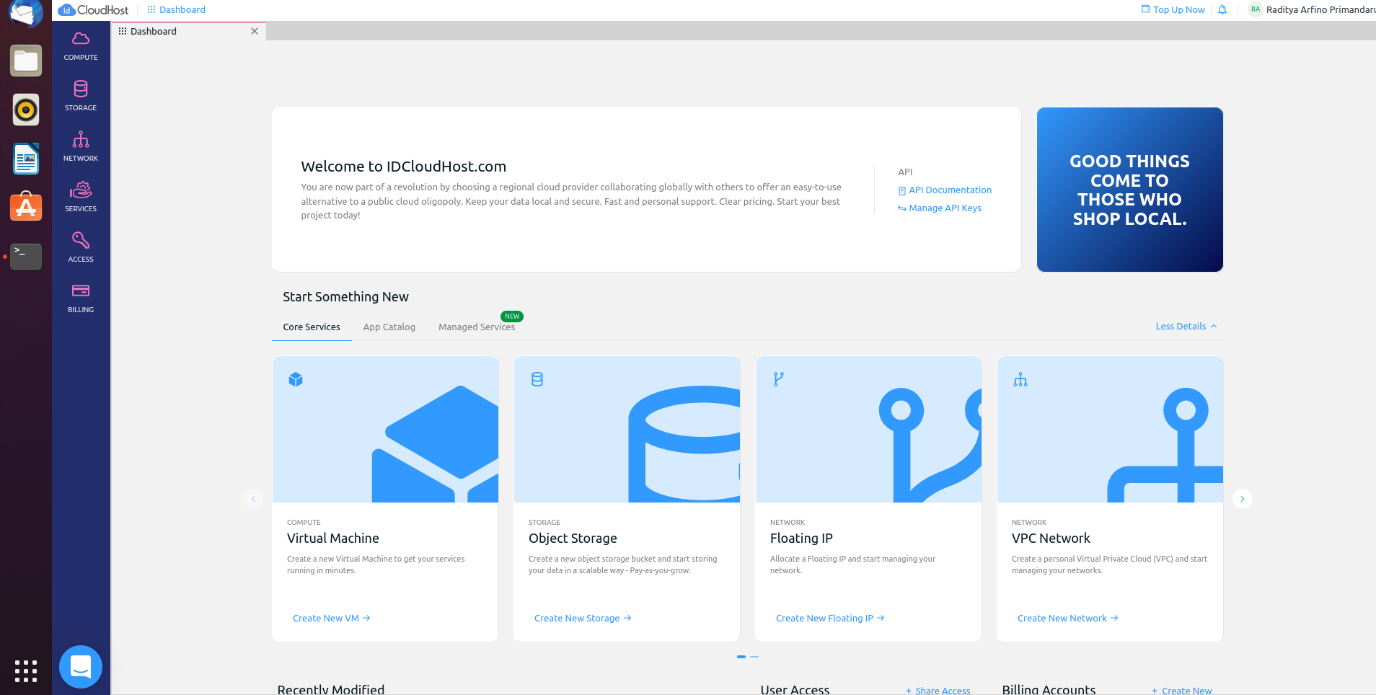 id CloudHost
Dashboard
Top Up Now
RA
Raditya Arfino Primandaru
Dashboard
COMPUTE
STORAGE
NETWORK
SERVICES
ACCESS
BILLING
>_
Welcome to IDCloudHost.com
You are now part of a revolution by choosing a regional cloud provider collaborating globally with others to offer an easy-to-use
alternative to a public cloud oligopoly. Keep your data local and secure. Fast and personal support. Clear pricing. Start your best
project today!
API
API Documentation
Manage API Keys
GOOD THINGS
COME TO
THOSE WHO
SHOP LOCAL.
Start Something New
Core Services
App Catalog
Managed Services
NEW
Less Details
COMPUTE
Virtual Machine
Create a new Virtual Machine to get your services
running in minutes.
Create New VM →
STORAGE
Object Storage
Create a new object storage bucket and start storing
your data in a scalable way - Pay-as-you-grow.
Create New Storage →
NETWORK
Floating IP
Allocate a Floating IP and start managing your
network.
Create New Floating IP →
NETWORK
VPC Network
Create a personal Virtual Private Cloud (VPC) and start
managing your networks.
Create New Network →
Recently Modified
User Access
+ Share Access
Billing Accounts
+ Create New